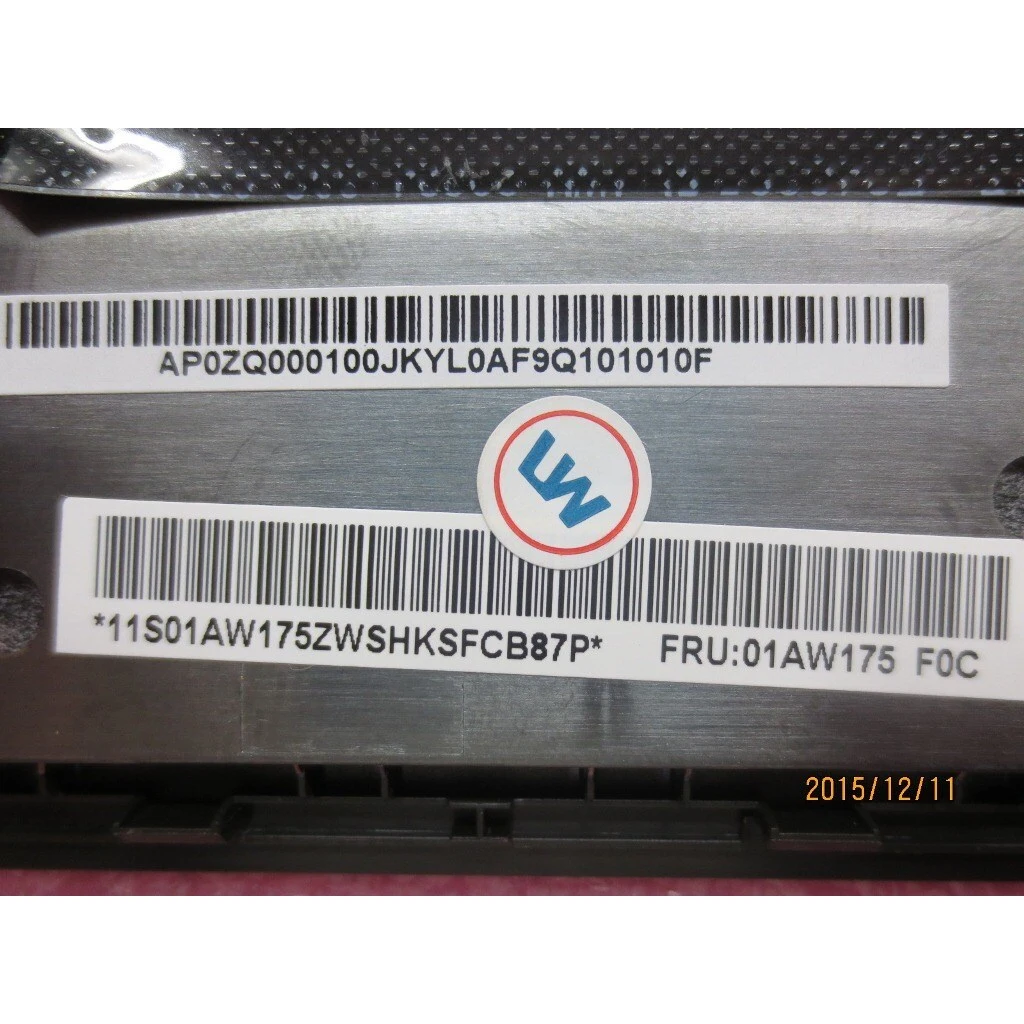 AP0ZQ000100JKYL0AF9Q101010F
LW
*11S01AW175ZWSHKSFCB87P* FRU:01AW175 F0C
2015/12/11